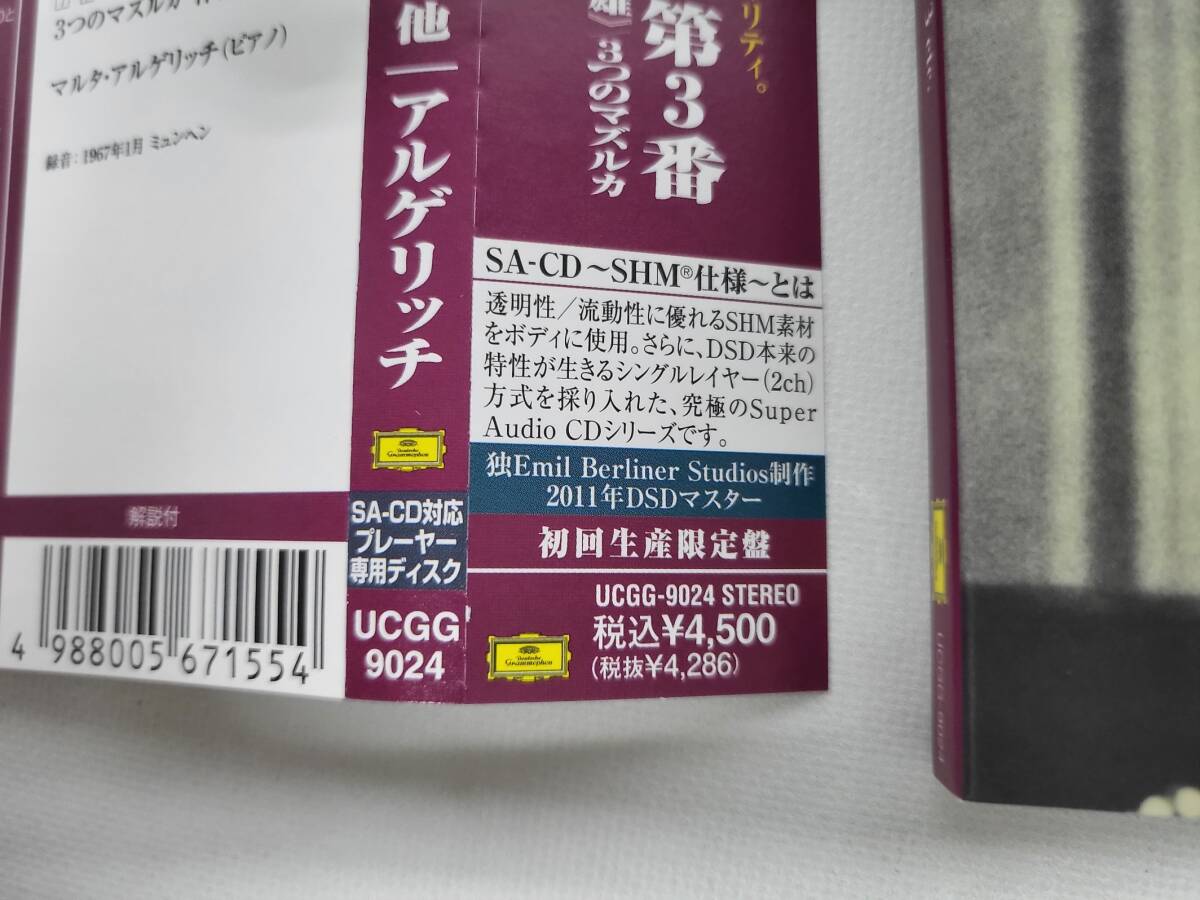 3つのマズルカ
マルタ・アルゲリッチ(ピアノ)
録音:1967年1月 ミュンヘン
解説付
4 988005 671554
他|アルゲリッチ
Deutsche
Grammophon
SA-CD対応
プレーヤー
専用ディスク
UCGG
9024
リティ。
第3番
雄》 3つのマズルカ
SA-CD～SHM®仕様～とは
透明性/流動性に優れるSHM素材
をボディに使用。さらに、DSD本来の
特性が生きるシングルレイヤー(2ch)
方式を採り入れた、究極のSuper
Audio CDシリーズです。
独Emil Berliner Studios制作
2011年DSDマスター
初回生産限定盤
UCGG-9024 STEREO
Deutsche
Grammophon
税込¥4,500
(税抜¥4,286)
UCGG-9024